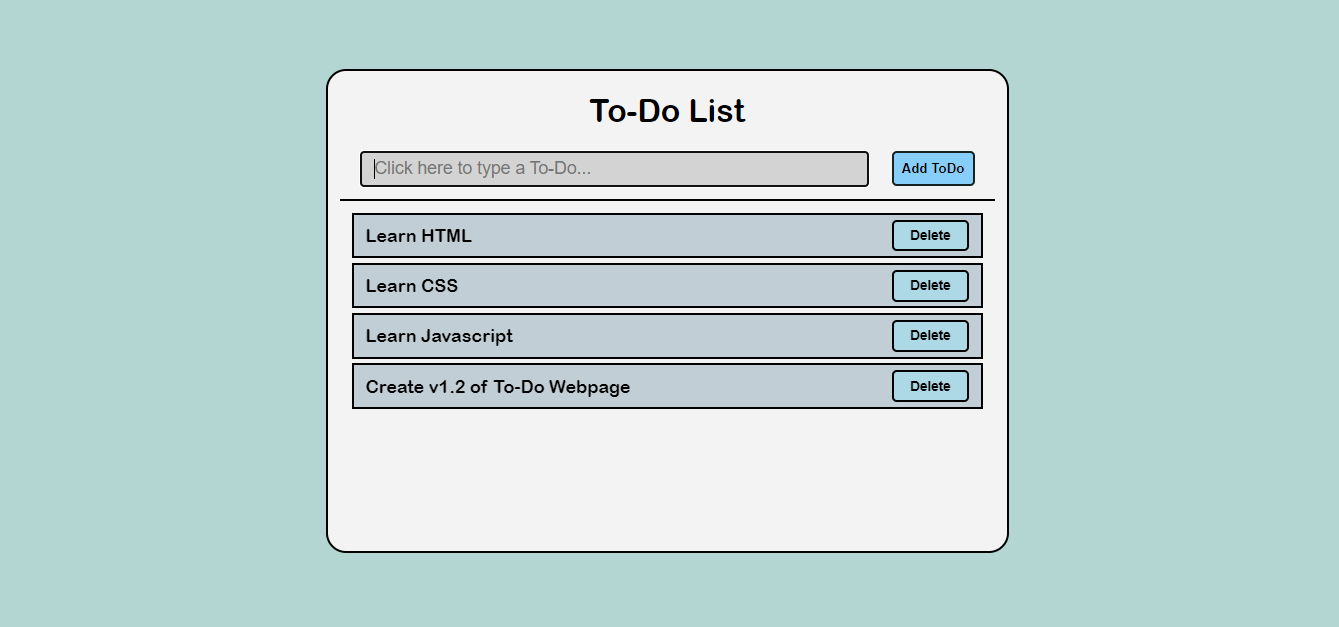 To-Do List
Click here to type a To-Do...
Add ToDo
Learn HTML
Delete
Learn CSS
Delete
Learn Javascript
Delete
Create v1.2 of To-Do Webpage
Delete